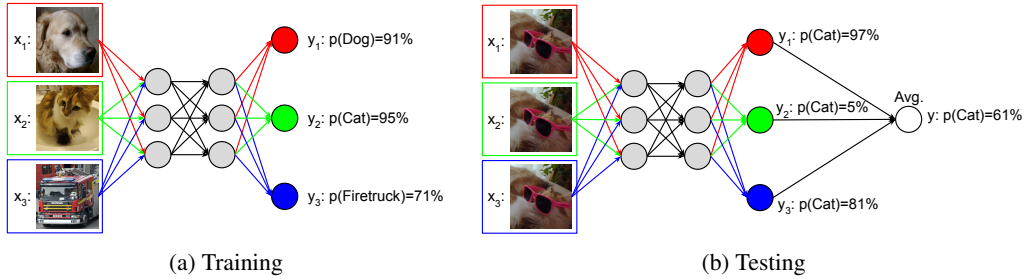 x1: y1: p(Dog)=91%
x2: y2: p(Cat)=95%
x3: y3: p(Firetruck)=71%
(a) Training
x1: y1: p(Cat)=97%
Avg.
x2: y2: p(Cat)=5% y: p(Cat)=61%
x3: y3: p(Cat)=81%
(b) Testing